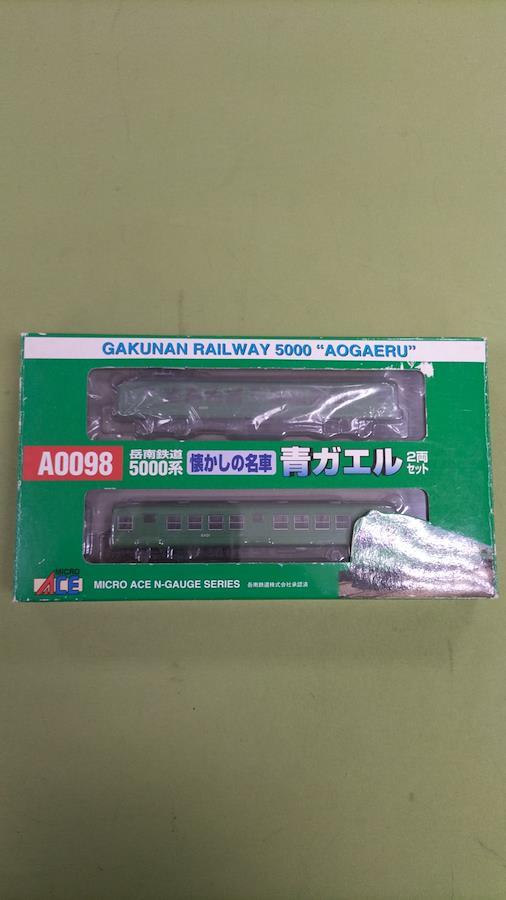 GAKUNAN RAILWAY 5000 “AOGAERU”
A0098
岳南鉄道
5000系
懐かしの名車
青ガエル
2両
セット
MICRO
ACE
MICRO ACE N-GAUGE SERIES
岳南鉄道株式会社承認済